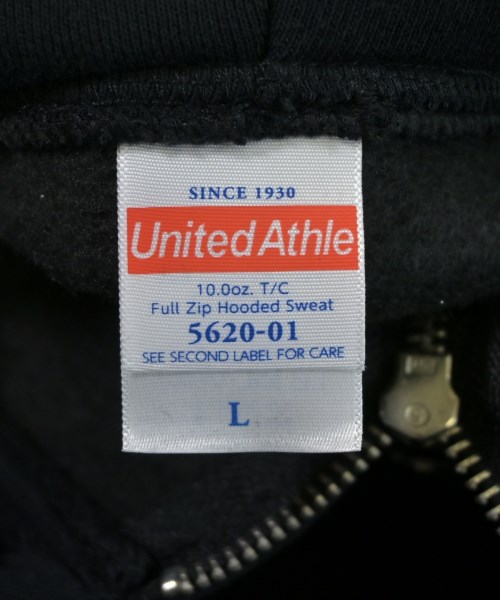 SINCE 1930
United Athle
10.0oz. T/C
Full Zip Hooded Sweat
5620-01
SEE SECOND LABEL FOR CARE
L